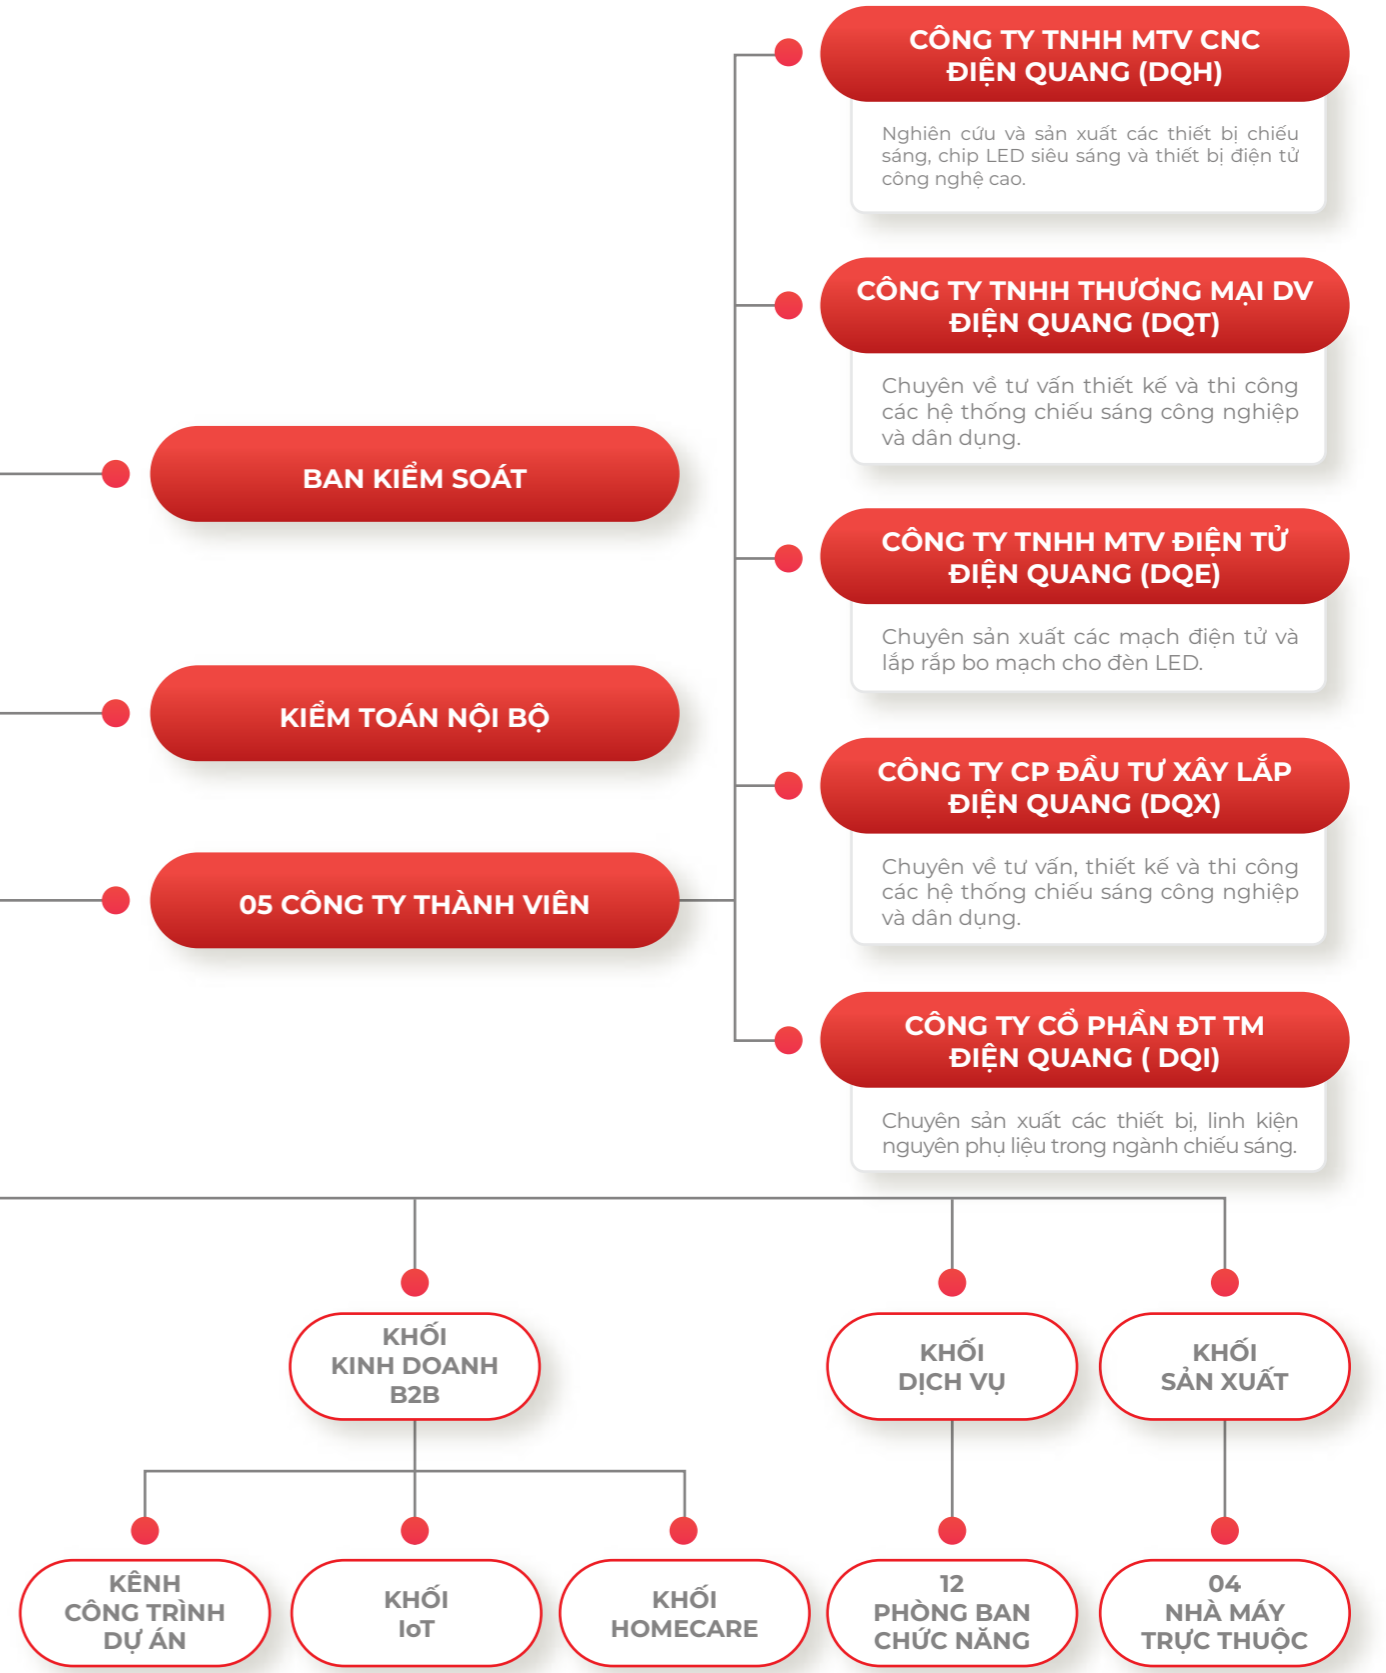 CÔNG TY TNHH MTV CNC
ĐIỆN QUANG (DQH)
Nghiên cứu và sản xuất các thiết bị chiếu
sáng, chip LED siêu sáng và thiết bị điện tử
công nghệ cao.
CÔNG TY TNHH THƯƠNG MẠI DV
ĐIỆN QUANG (DQT)
Chuyên về tư vấn thiết kế và thi công
các hệ thống chiếu sáng công nghiệp
và dân dụng.
BAN KIỂM SOÁT
CÔNG TY TNHH MTV ĐIỆN TỬ
ĐIỆN QUANG (DQE)
Chuyên sản xuất các mạch điện tử và
lắp rắp bo mạch cho đèn LED.
KIỂM TOÁN NỘI BỘ
CÔNG TY CP ĐẦU TƯ XÂY LẮP
ĐIỆN QUANG (DQX)
Chuyên về tư vấn, thiết kế và thi công
các hệ thống chiếu sáng công nghiệp
và dân dụng.
05 CÔNG TY THÀNH VIÊN
CÔNG TY CỔ PHẦN ĐT TM
ĐIỆN QUANG ( DQI)
Chuyên sản xuất các thiết bị, linh kiện
nguyên phụ liệu trong ngành chiếu sáng.
KHỐI
KINH DOANH
B2B
KHỐI
DỊCH VỤ
KHỐI
SẢN XUẤT
KÊNH
CÔNG TRÌNH
DỰ ÁN
KHỐI
IoT
KHỐI
HOMECARE
12
PHÒNG BAN
CHỨC NĂNG
04
NHÀ MÁY
TRỰC THUỘC